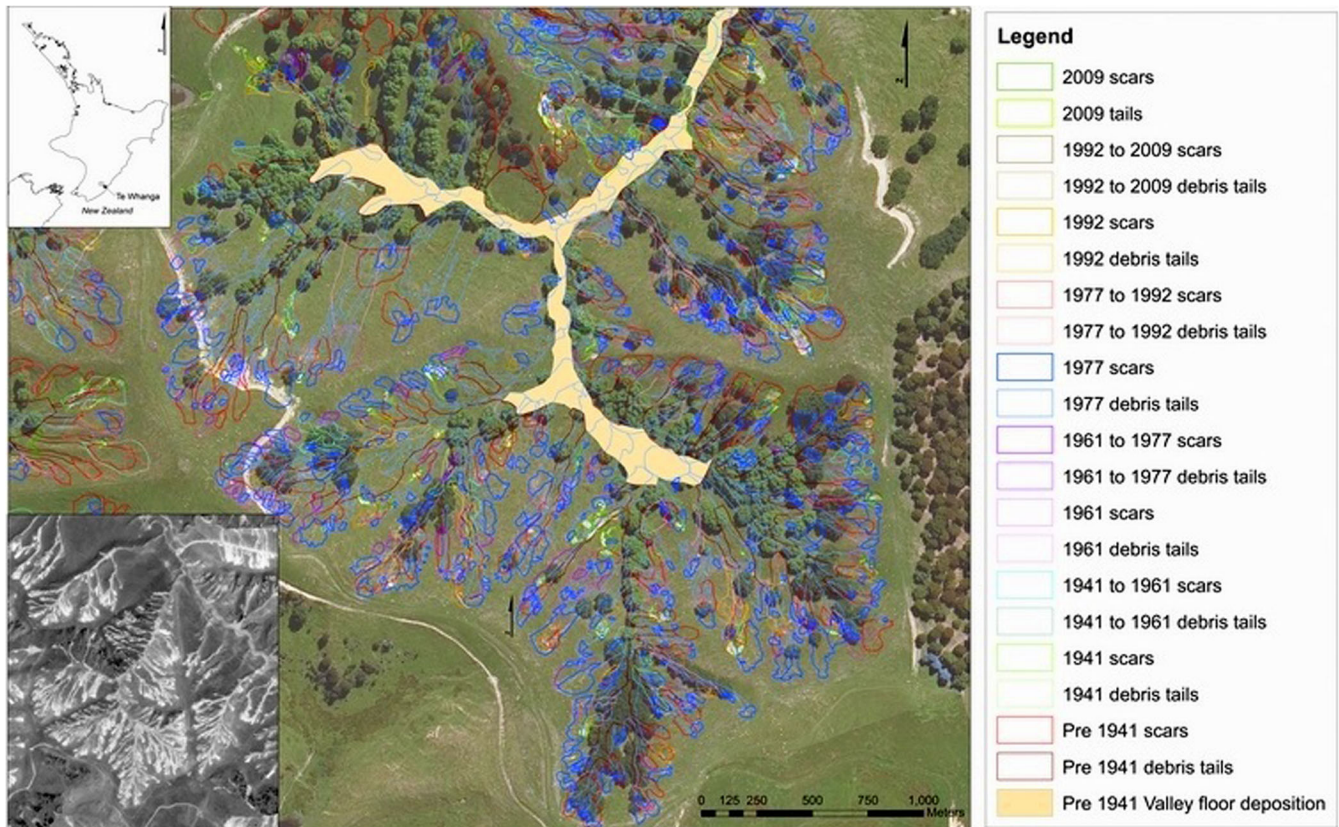 Te Whanga
New Zealand
N
0 125 250 500 750 1,000
Meters
Legend
2009 scars
2009 tails
1992 to 2009 scars
1992 to 2009 debris tails
1992 scars
1992 debris tails
1977 to 1992 scars
1977 to 1992 debris tails
1977 scars
1977 debris tails
1961 to 1977 scars
1961 to 1977 debris tails
1961 scars
1961 debris tails
1941 to 1961 scars
1941 to 1961 debris tails
1941 scars
1941 debris tails
Pre 1941 scars
Pre 1941 debris tails
Pre 1941 Valley floor deposition